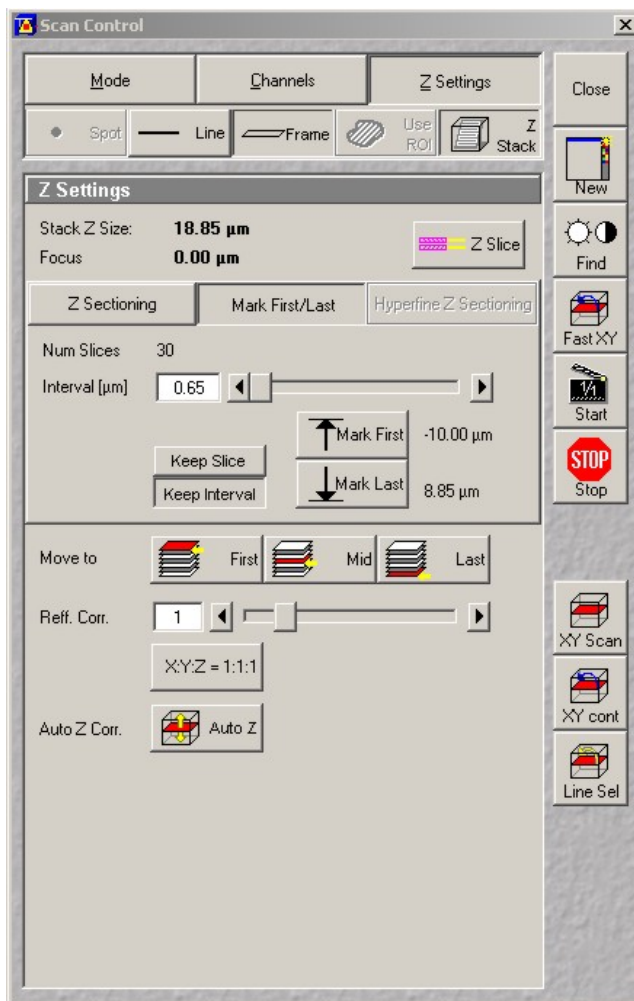 Scan Control
Mode Channels Z Settings Close
Spot Line Frame Use ROI Z Stack
New
Z Settings
Stack Z Size: 18.85 µm
Focus 0.00 µm
Z Slice
Find
Z Sectioning Mark First/Last Hyperfine Z Sectioning
Fast XY
Num Slices 30
Interval [µm] 0.65
1/1
Start
Mark First -10.00 µm
Keep Slice
Keep Interval
Mark Last 8.85 µm
STOP
Stop
Move to First Mid Last
Reff. Corr. 1
XY Scan
X:Y:Z = 1:1:1
XY cont
Auto Z Corr. Auto Z
Line Sel